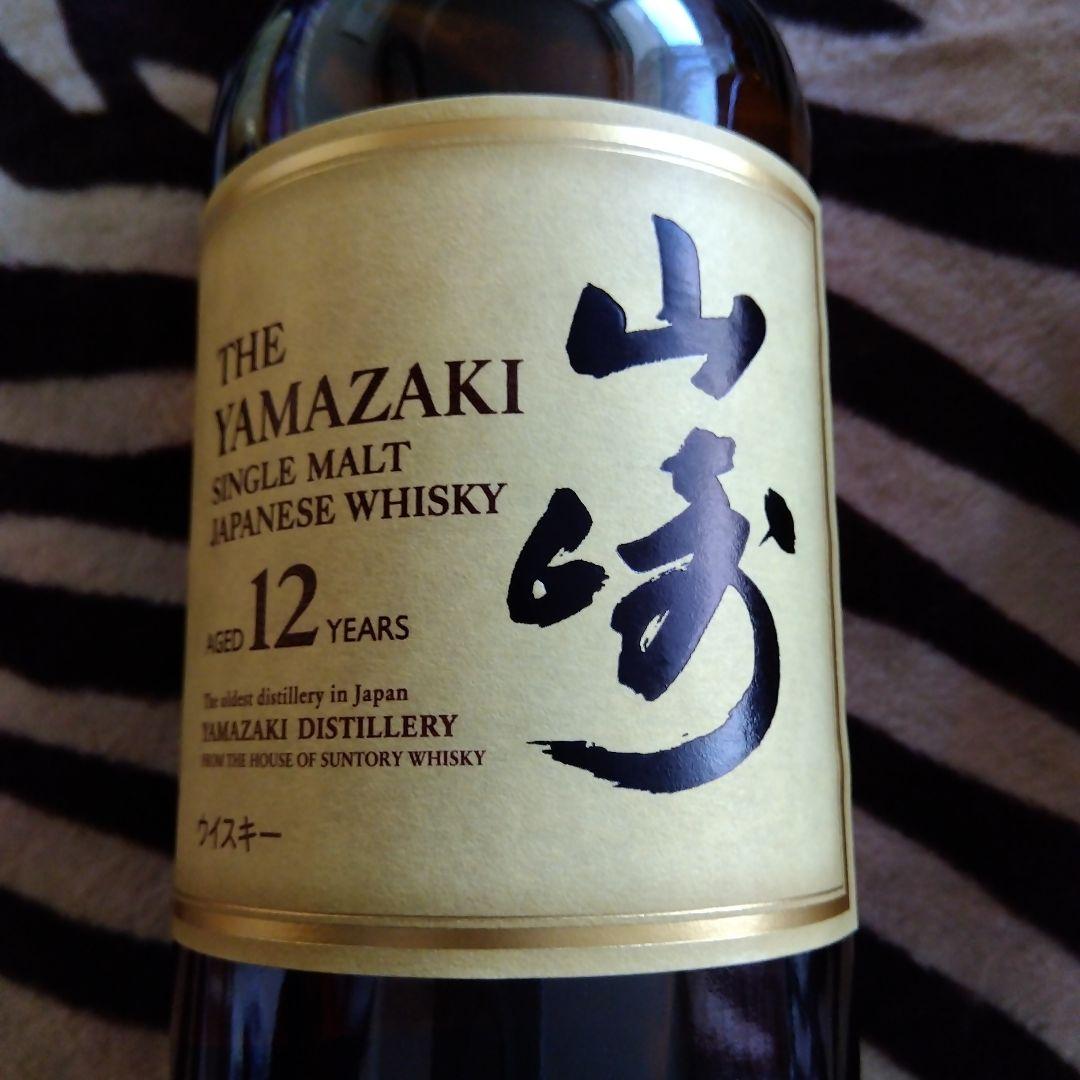 THE
YAMAZAKI
SINGLE MALT
JAPANESE WHISKY
AGED 12 YEARS
The oldest distillery in Japan
YAMAZAKI DISTILLERY
FROM THE HOUSE OF SUNTORY WHISKY
ウイスキー
山崎